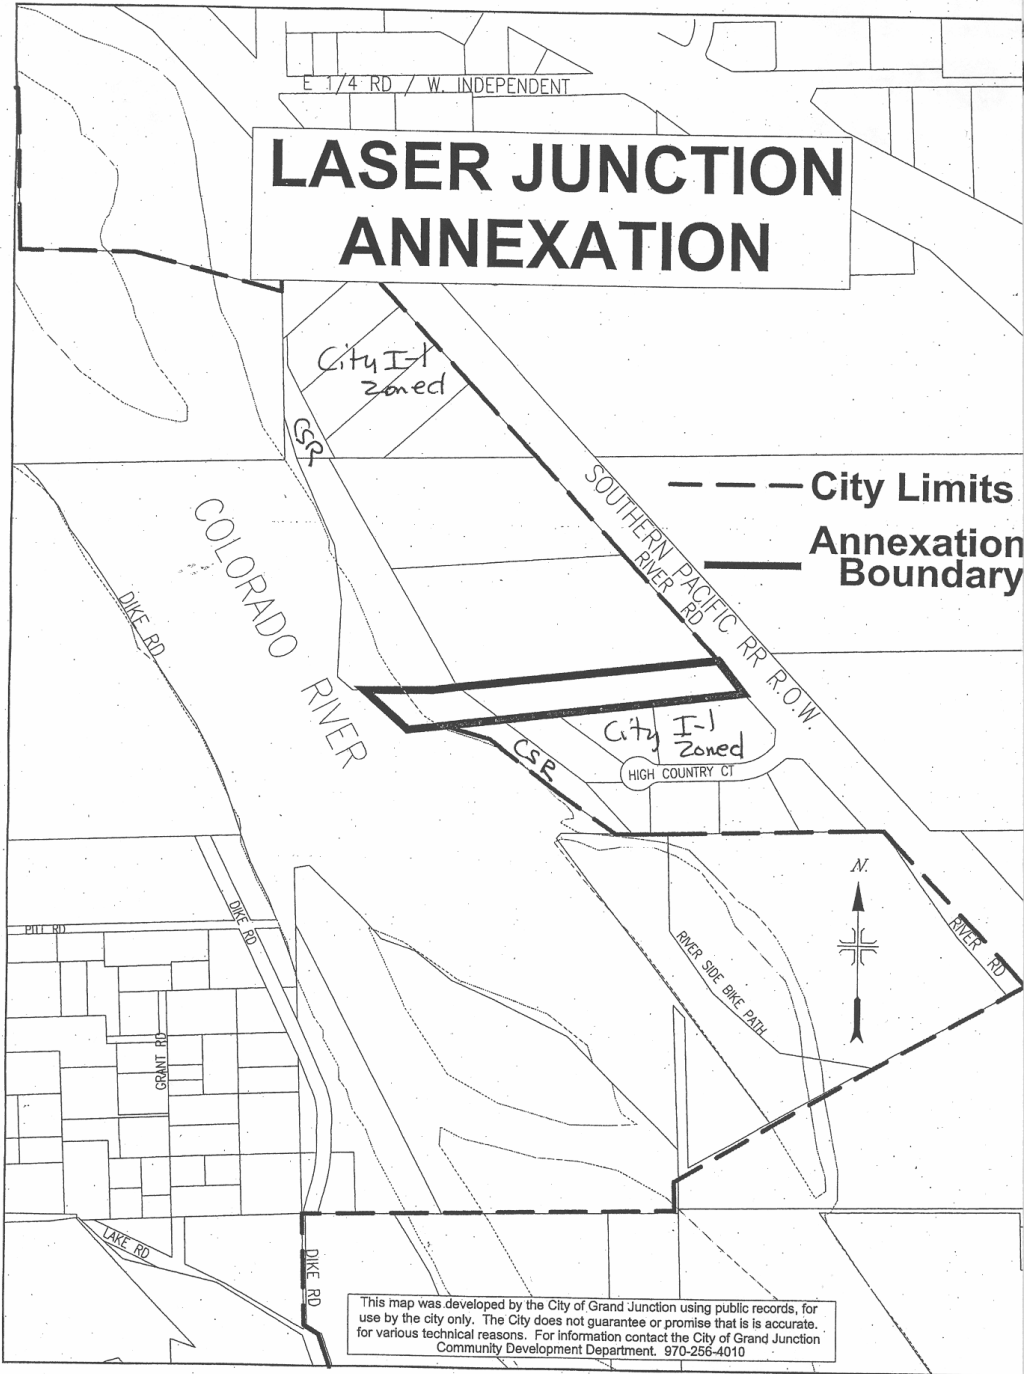 E 1/4 RD / W. INDEPENDENT
LASER JUNCTION
ANNEXATION
City I-1
Zoned
CSR
SOUTHERN PACIFIC RR R.O.W.
RIVER RD
City Limits
Annexation
Boundary
COLORADO RIVER
DIKE RD
City I-1
Zoned
CSR
HIGH COUNTRY CT
N.
DIKE RD
PITT RD
RIVER RD
RIVER SIDE BIKE PATH
GRANT RD
LAKE RD
DIKE RD
This map was developed by the City of Grand Junction using public records, for
use by the city only. The City does not guarantee or promise that is is accurate.
for various technical reasons. For information contact the City of Grand Junction
Community Development Department. 970-256-4010